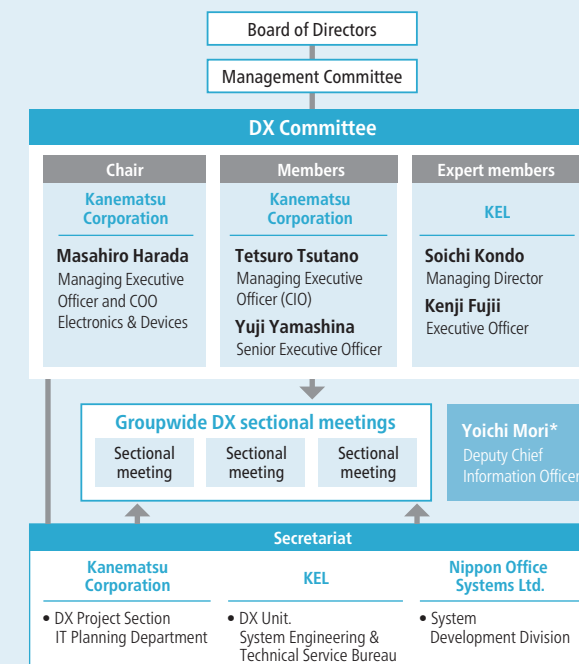 Board of Directors
Management Committee
DX Committee
Chair
Kanematsu
Corporation
Masahiro Harada
Managing Executive
Officer and COO
Electronics & Devices
Members
Kanematsu
Corporation
Tetsuro Tsutano
Managing Executive
Officer (CIO)
Yuji Yamashina
Senior Executive Officer
Expert members
KEL
Soichi Kondo
Managing Director
Kenji Fujii
Executive Officer
Groupwide DX sectional meetings
Sectional
meeting
Sectional
meeting
Sectional
meeting
Yoichi Mori*
Deputy Chief
Information Officer
Secretariat
Kanematsu
Corporation
• DX Project Section
IT Planning Department
KEL
• DX Unit.
System Engineering &
Technical Service Bureau
Nippon Office
Systems Ltd.
• System
Development Division